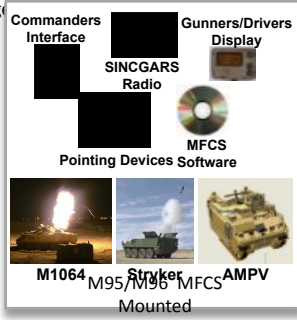 Commanders Interface
Gunners/Drivers Display
SINCGARS Radio
Pointing Devices
MFCS Software
M1064
Stryker
AMPV
M95/M96 MFCS
Mounted